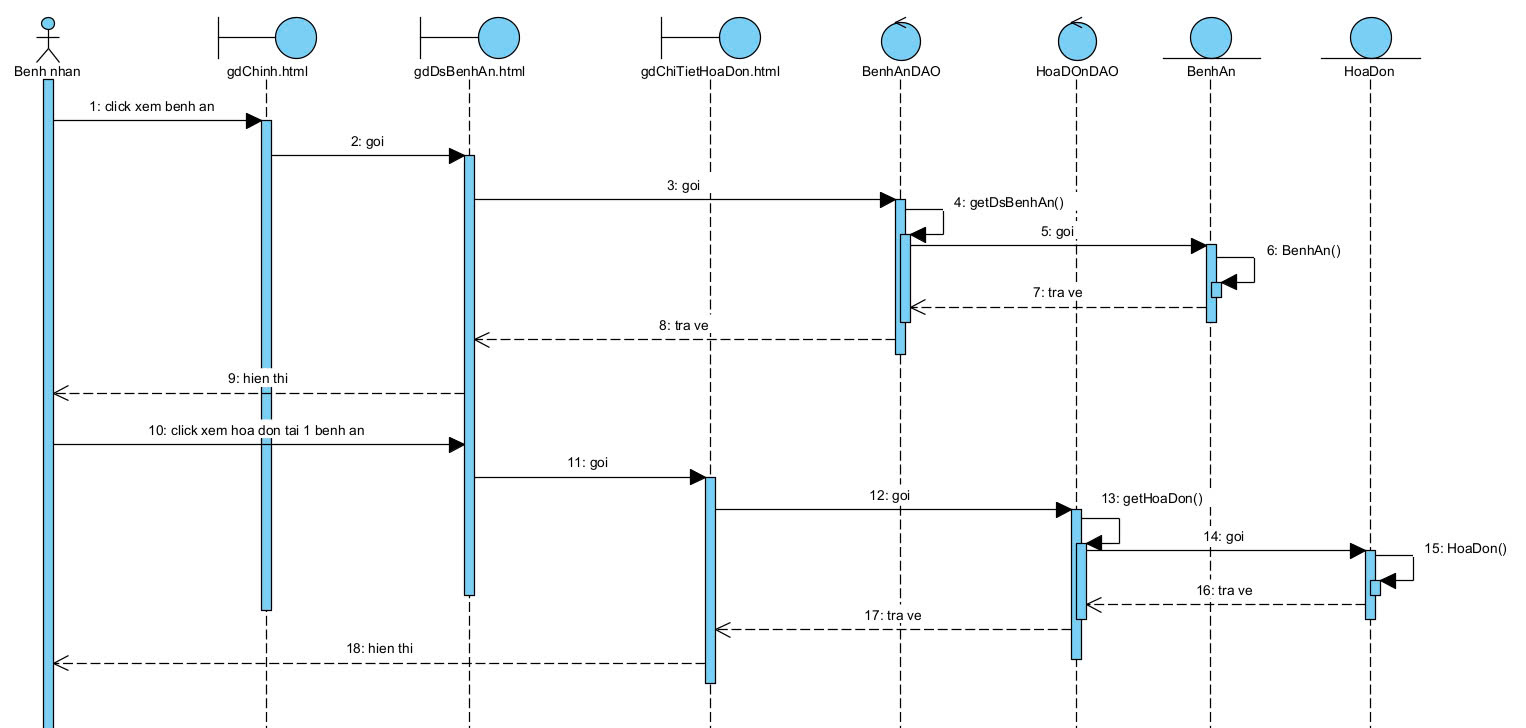 Benh nhan
gdChinh.html
gdDsBenhAn.html
gdChiTietHoaDon.html
BenhAnDAO
HoaDOnDAO
BenhAn
HoaDon
1: click xem benh an
2: goi
3: goi
4: getDsBenhAn()
5: goi
6: BenhAn()
7: tra ve
8: tra ve
9: hien thi
10: click xem hoa don tai 1 benh an
11: goi
12: goi
13: getHoaDon()
14: goi
15: HoaDon()
16: tra ve
17: tra ve
18: hien thi